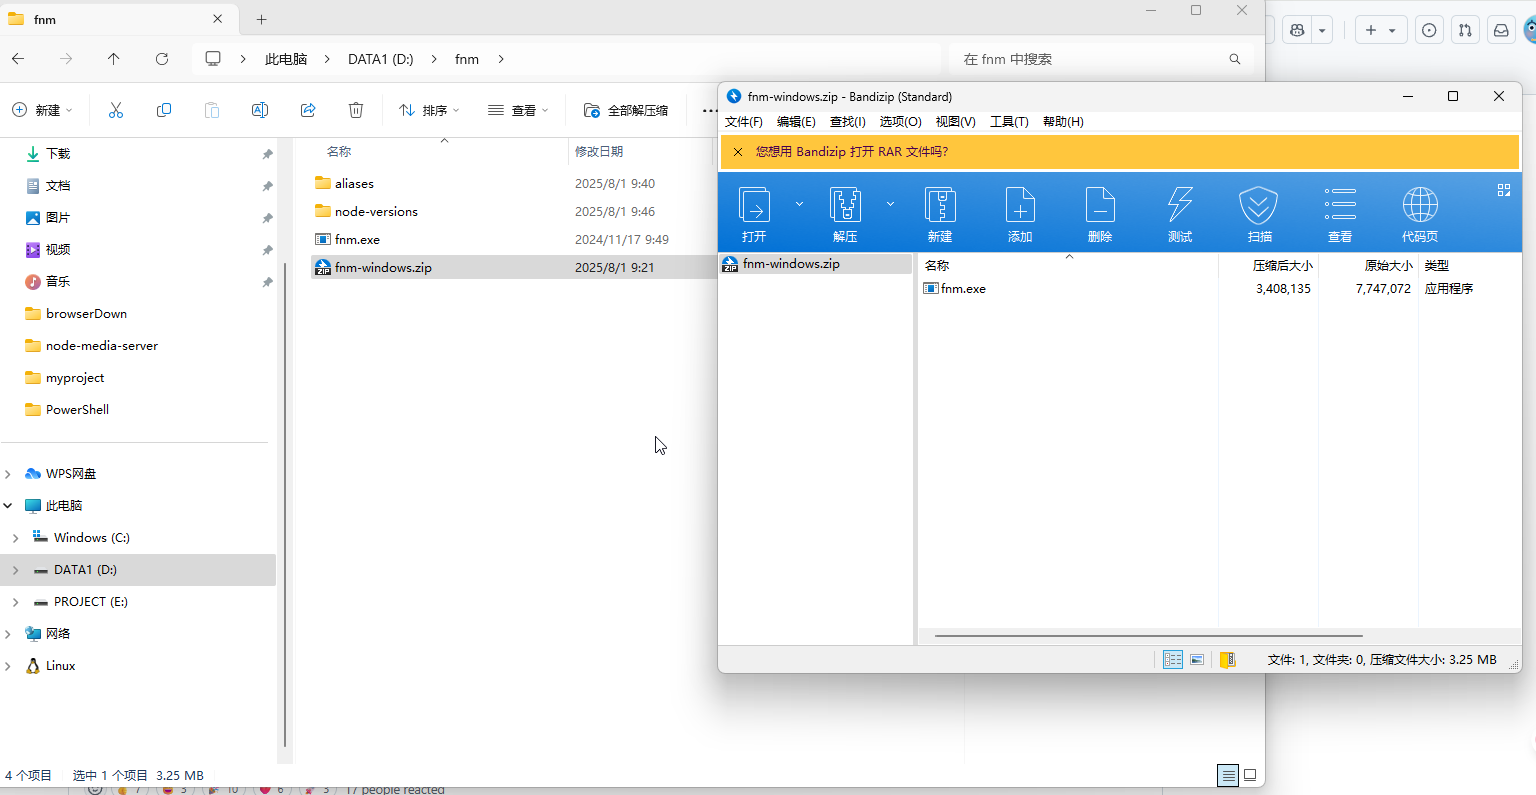 fnm
此电脑 DATA1 (D:) fnm
在 fnm 中搜索
新建 排序 查看 全部解压缩 ...
下载
文档
图片
视频
音乐
browserDown
node-media-server
myproject
PowerShell
WPS网盘
此电脑
Windows (C:)
DATA1 (D:)
PROJECT (E:)
网络
Linux
名称 修改日期
aliases 2025/8/1 9:40
node-versions 2025/8/1 9:46
fnm.exe 2024/11/17 9:49
ZIP fnm-windows.zip 2025/8/1 9:21
4 个项目 选中 1 个项目 3.25 MB
fnm-windows.zip - Bandizip (Standard)
文件(F) 编辑(E) 查找(I) 选项(O) 视图(V) 工具(T) 帮助(H)
您想用 Bandizip 打开 RAR 文件吗?
打开 解压 新建 添加 删除 测试 扫描 查看 代码页
ZIP fnm-windows.zip
名称 压缩后大小 原始大小 类型
fnm.exe 3,408,135 7,747,072 应用程序
文件: 1, 文件夹: 0, 压缩文件大小: 3.25 MB
7 3 10 6 3 17 people reacted